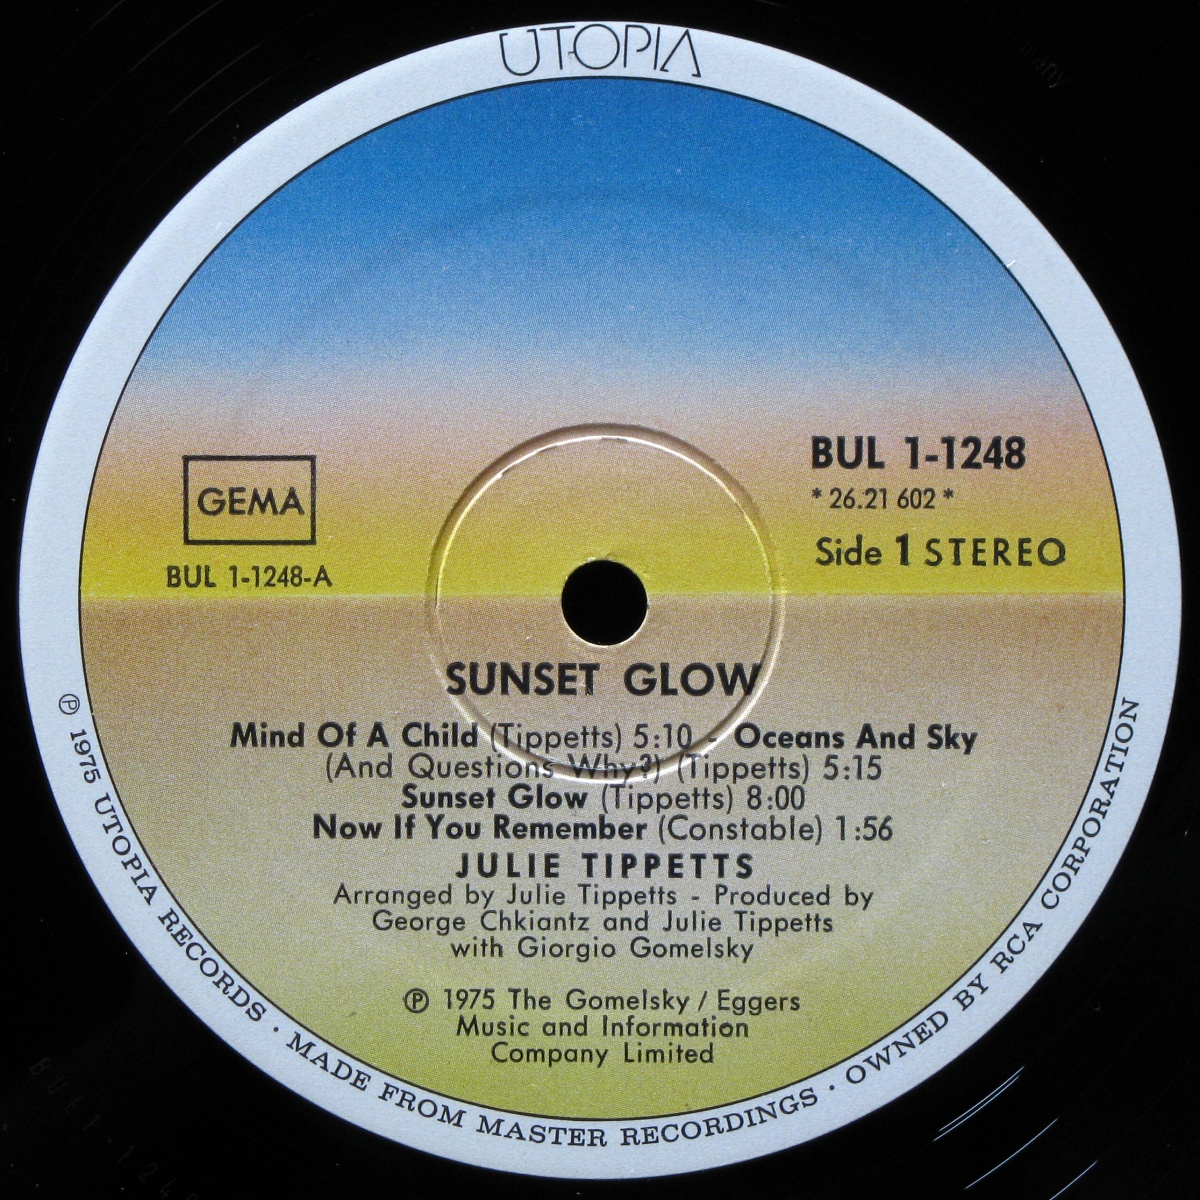 UTOPIA
BUL 1-1248
* 26.21 602 *
GEMA
Side 1 STEREO
BUL 1-1248-A
SUNSET GLOW
Mind Of A Child (Tippetts) 5:10 - Oceans And Sky
(And Questions Why?) (Tippetts) 5:15
Sunset Glow (Tippetts) 8:00
Now If You Remember (Constable) 1:56
JULIE TIPPETTS
Arranged by Julie Tippetts - Produced by
George Chkiantz and Julie Tippetts
with Giorgio Gomelsky
℗ 1975 The Gomelsky / Eggers
Music and Information
Company Limited
℗ 1975 UTOPIA RECORDS · MADE FROM MASTER RECORDINGS · OWNED BY RCA CORPORATION